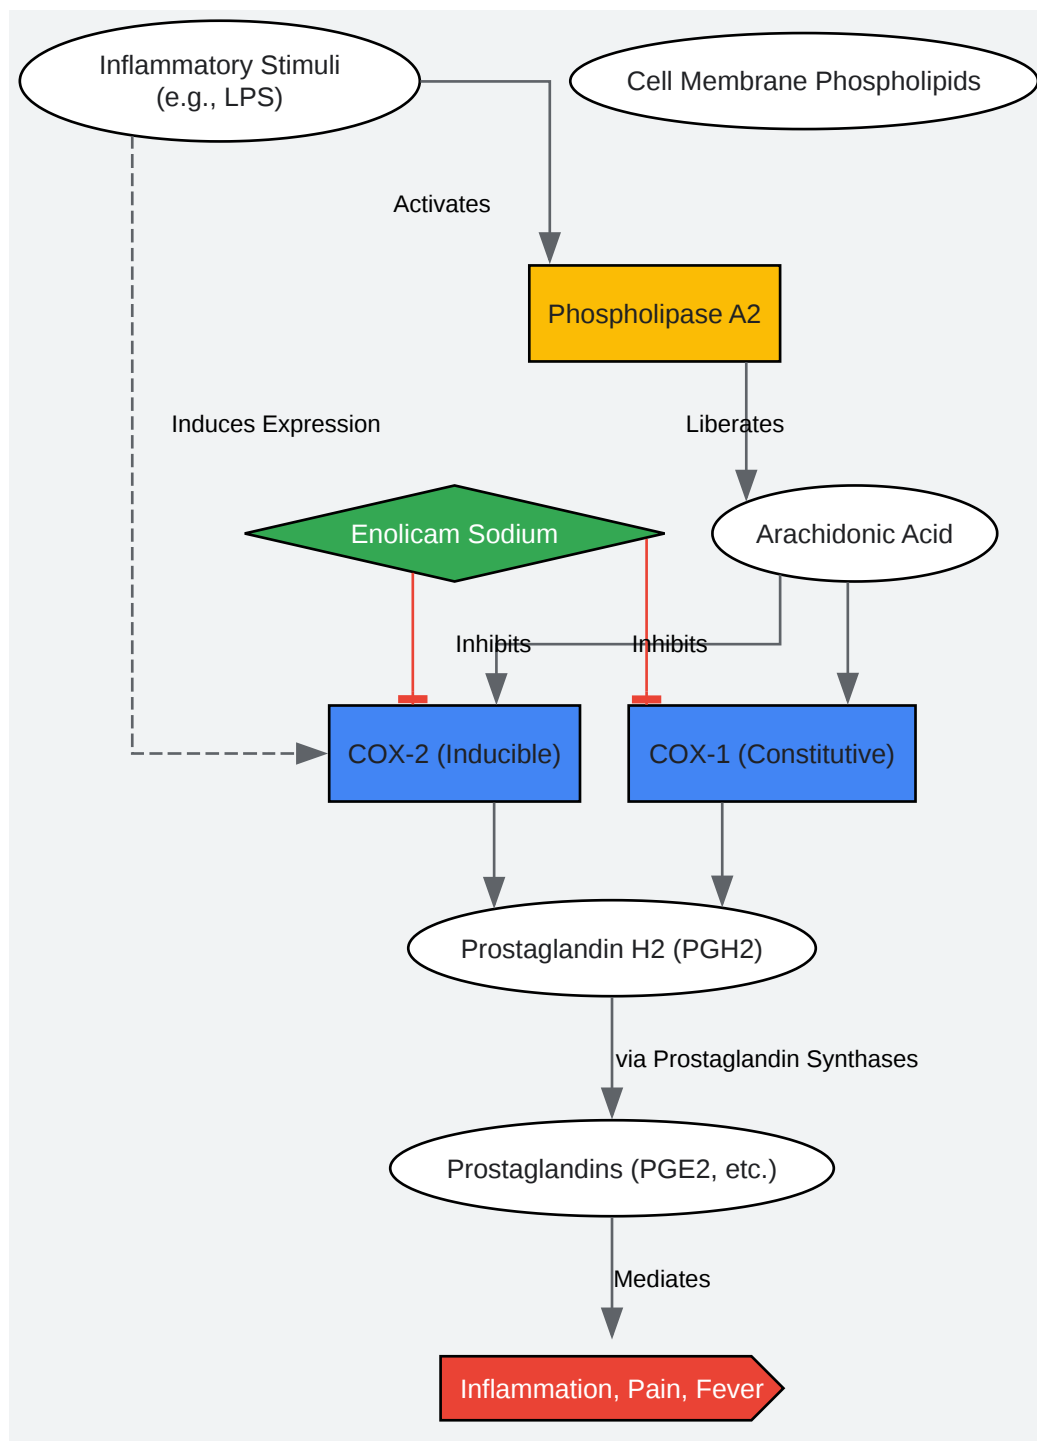 Inflammatory Stimuli
(e.g., LPS)
Cell Membrane Phospholipids
Activates
Phospholipase A2
Induces Expression
Liberates
Enolicam Sodium
Arachidonic Acid
Inhibits
Inhibits
COX-2 (Inducible)
COX-1 (Constitutive)
Prostaglandin H2 (PGH2)
via Prostaglandin Synthases
Prostaglandins (PGE2, etc.)
Mediates
Inflammation, Pain, Fever